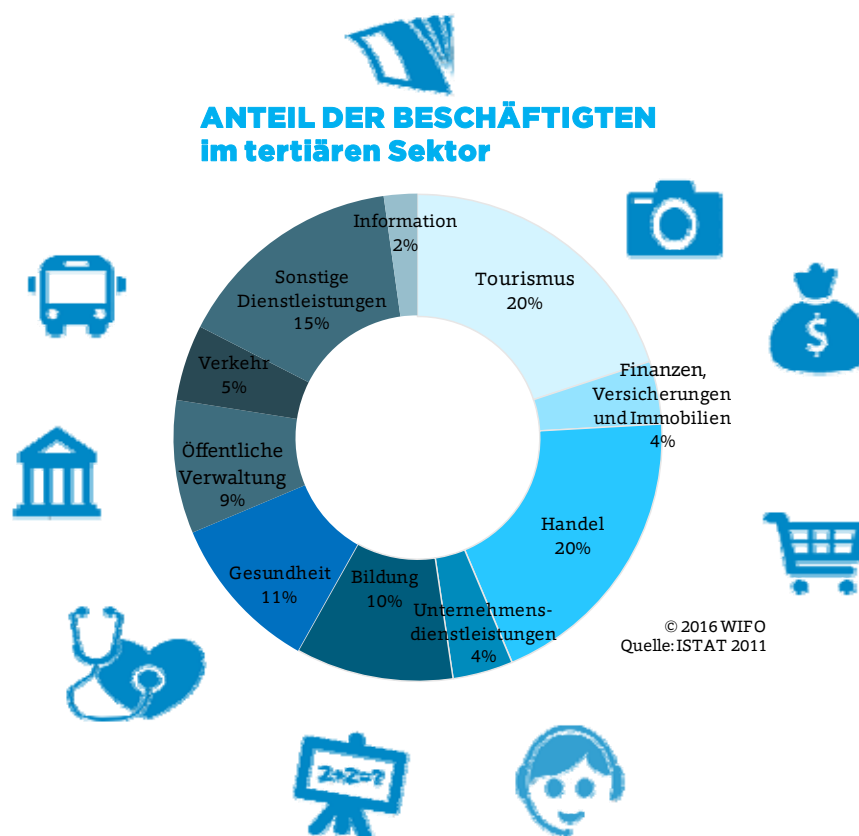 ANTEIL DER BESCHÄFTIGTEN
im tertiären Sektor
Information
2%
Tourismus
20%
Sonstige
Dienstleistungen
15%
Verkehr
5%
Finanzen,
Versicherungen
und Immobilien
4%
Öffentliche
Verwaltung
9%
Handel
20%
Gesundheit
11%
Bildung
10%
Unternehmens-
dienstleistungen
4%
© 2016 WIFO
Quelle: ISTAT 2011
$
2+2=?